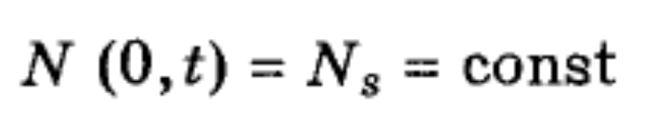 N (0, t) = N_s = const